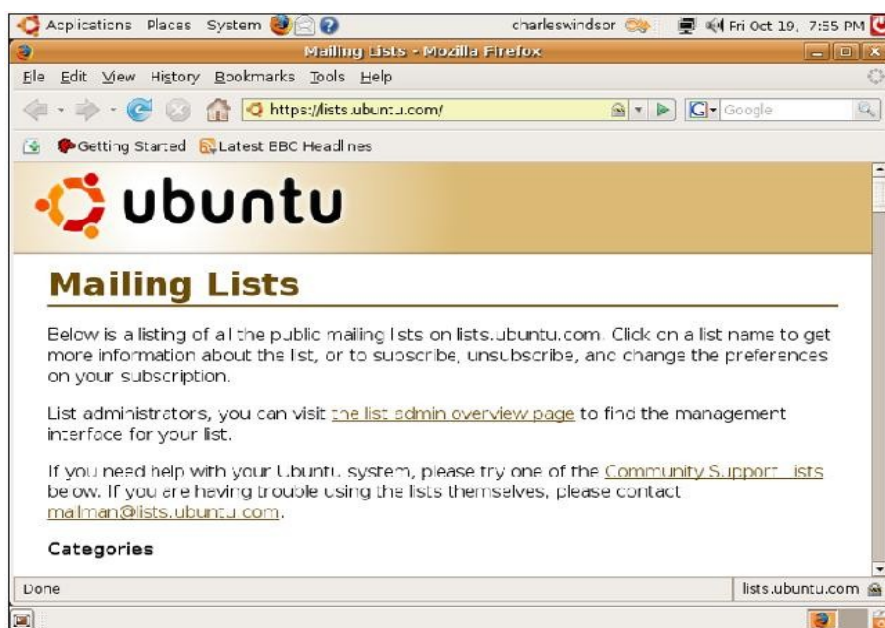 Applications Places System charleswindsor Fri Oct 19, 7:55 PM
Mailing Lists - Mozilla Firefox
File Edit View History Bookmarks Tools Help
https://lists.ubuntu.com/ G Google
Getting Started Latest BBC Headlines
ubuntu
Mailing Lists
Below is a listing of all the public mailing lists on lists.ubuntu.com. Click on a list name to get
more information about the list, or to subscribe, unsubscribe, and change the preferences
on your subscription.
List administrators, you can visit the list admin overview page to find the management
interface for your list.
If you need help with your Ubuntu system, please try one of the Community Support Lists
below. If you are having trouble using the lists themselves, please contact
mailman@lists.ubuntu.com.
Categories
Done lists.ubuntu.com